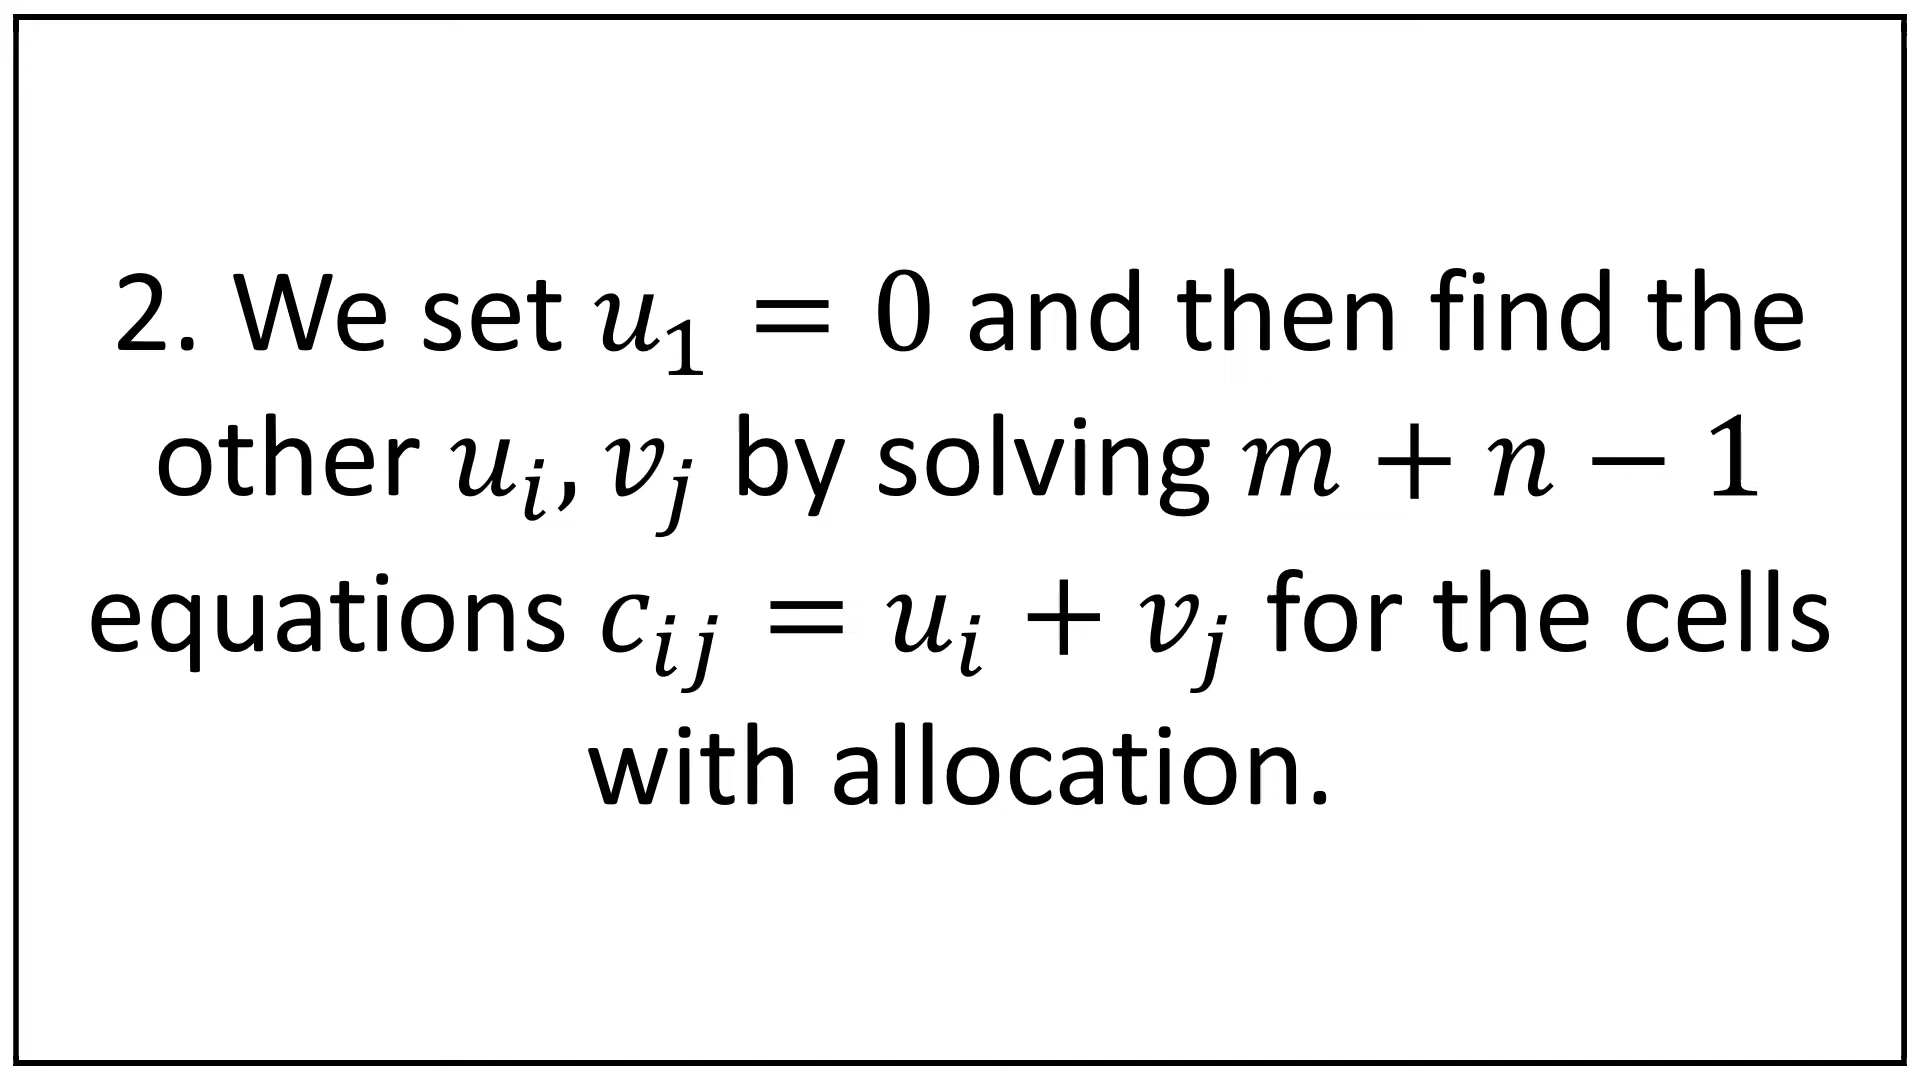 2. We set 𝑢₁ = 0 and then find the
other 𝑢ᵢ, 𝑣ⱼ by solving 𝑚 + 𝑛 − 1
equations 𝑐ᵢⱼ = 𝑢ᵢ + 𝑣ⱼ for the cells
with allocation.